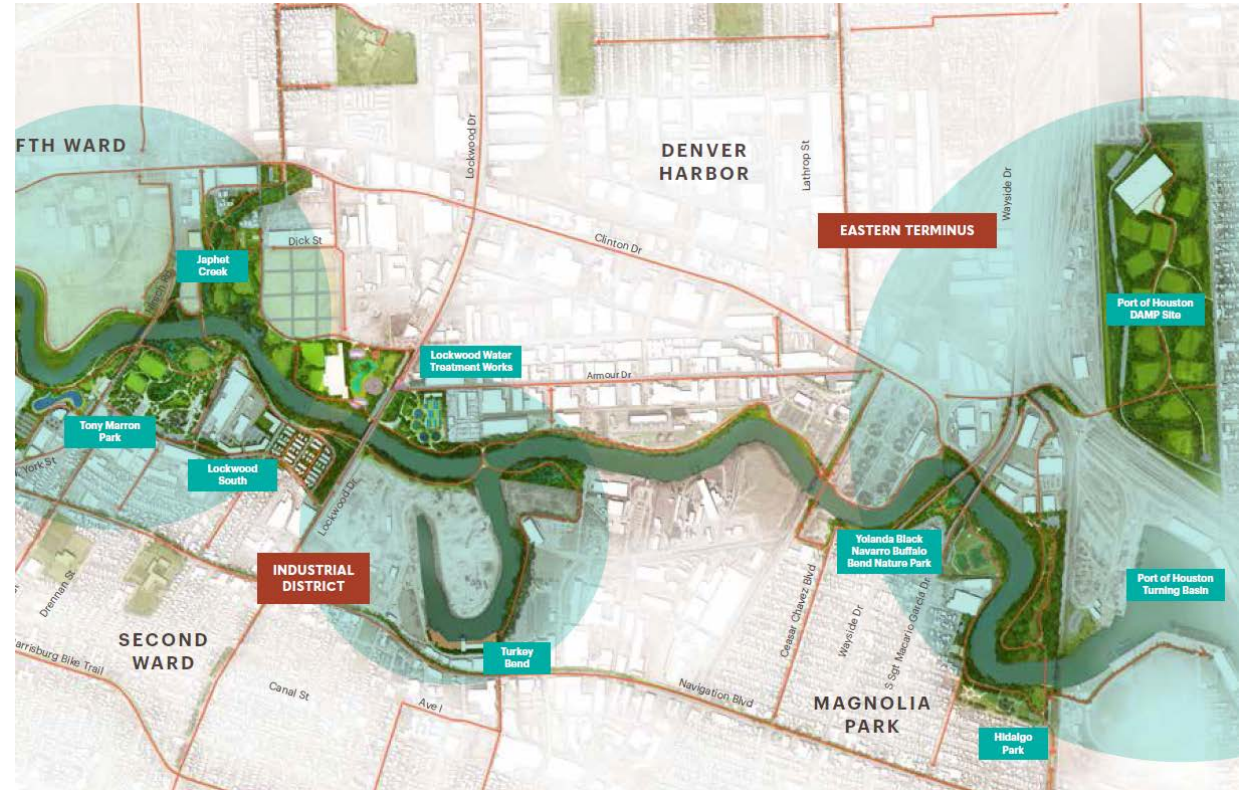 FTH WARD
Lockwood Dr
DENVER
HARBOR
Lathrop St
Wayside Dr
EASTERN TERMINUS
Dick St
Clinton Dr
Japhet
Creek
Port of Houston
DAMP Site
Lockwood Water
Treatment Works
Armour Dr
Tony Marron
Park
York St
Lockwood
South
Lockwood Dr
INDUSTRIAL
DISTRICT
Yolanda Black
Navarro Buffalo
Bend Nature Park
Port of Houston
Turning Basin
Drennan St
SECOND
WARD
Ceasar Chavez Blvd
Wayside Dr
S Sgt Macario Garcia Dr
Turkey
Bend
arrisburg Bike Trail
Canal St
Ave I
Navigation Blvd
MAGNOLIA
PARK
Hidalgo
Park